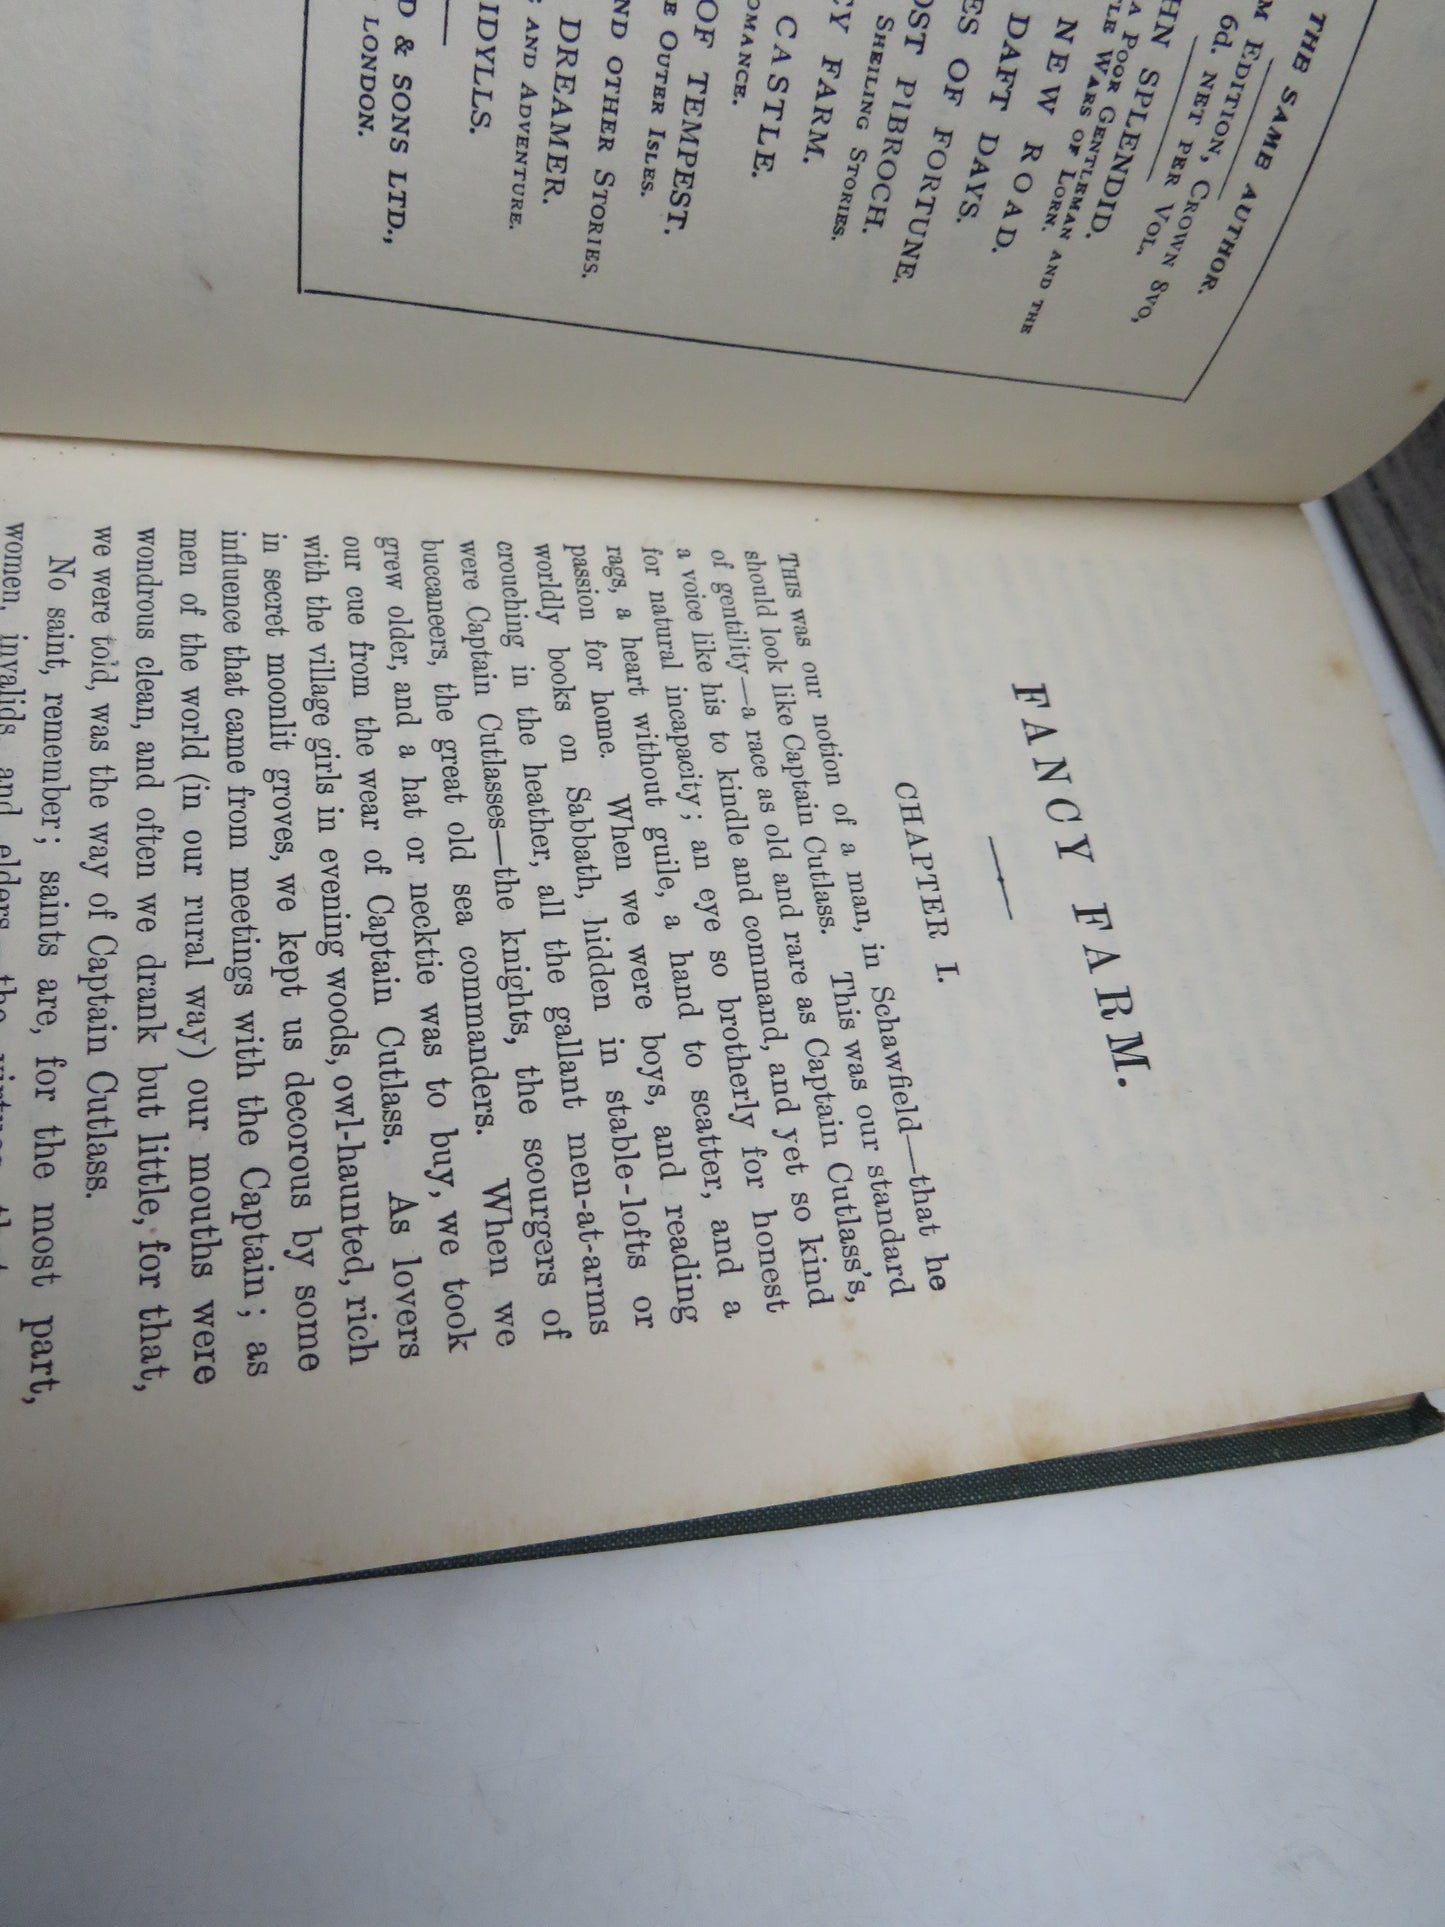 THE SAME AUTHOR.
EDITION, CROWN 8VO,
6d. NET PER VOL.
SPLENDID.
A POOR GENTLEMAN AND THE
WARS OF LORN.
NEW ROAD.
DAFT DAYS.
OF FORTUNE.
PIBROCH.
SHEILING STORIES.
FARM.
CASTLE.
OF TEMPEST.
OUTER ISLES.
OTHER STORIES.
DREAMER.
AND ADVENTURE.
IDYLLS.
& SONS LTD.,
LONDON.
FANCY FARM.
CHAPTER I.
THIS was our notion of a man, in Schawfield—that he
should look like Captain Cutlass. This was our standard
of gentility—a race as old and rare as Captain Cutlass's,
a voice like his to kindle and command, and yet so kind
for natural incapacity; an eye so brotherly for honest
rags, a heart without guile, a hand to scatter, and a
passion for home. When we were boys, and reading
worldly books on Sabbath, hidden in stable-lofts or
crouching in the heather, all the gallant men-at-arms
were Captain Cutlasses—the knights, the scourgers of
buccaneers, the great old sea commanders. When we
grew older, and a hat or necktie was to buy, we took
our cue from the wear of Captain Cutlass. As lovers
with the village girls in evening woods, owl-haunted, rich
in secret moonlit groves, we kept us decorous by some
influence that came from meetings with the Captain; as
men of the world (in our rural way) our mouths were
wondrous clean, and often we drank but little, for that,
we were told, was the way of Captain Cutlass.
No saint, remember; saints are, for the most part,
women, invalids, and elders